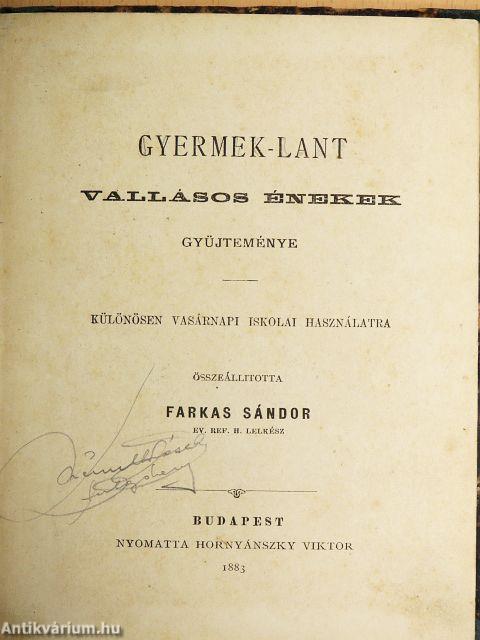 GYERMEK-LANT
VALLÁSOS ÉNEKEK
GYÜJTEMÉNYE
KÜLÖNÖSEN VASÁRNAPI ISKOLAI HASZNÁLATRA
ÖSSZEÁLLITOTTA
FARKAS SÁNDOR
EV. REF. H. LELKÉSZ
BUDAPEST
NYOMATTA HORNYÁNSZKY VIKTOR
1883
Antikvárium.hu